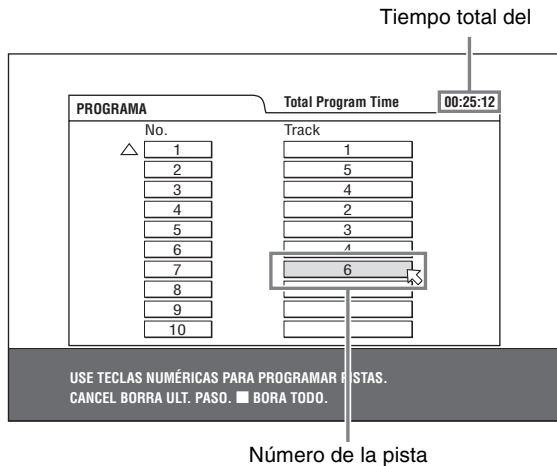 Tiempo total del
PROGRAMA Total Program Time 00:25:12
No. Track
1 1
2 5
3 4
4 2
5 3
6 4
7 6
8
9
10
USE TECLAS NUMÉRICAS PARA PROGRAMAR PISTAS.
CANCEL BORRA ULT. PASO. ■ BORA TODO.
Número de la pista